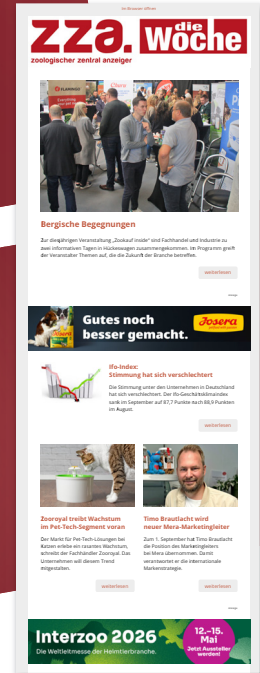 Im Browser öffnen
zza. die Woche
zoologischer zentral anzeiger
Bergische Begegnungen
Zur diesjährigen Veranstaltung „Zookauf inside“ sind Fachhandel und Industrie zu
zwei informativen Tagen in Hückeswagen zusammengekommen. Im Programm greift
der Veranstalter Themen auf, die die Zukunft der Branche betreffen.
weiterlesen
Anzeige
Gutes noch
besser gemacht.
Josera
Ifo-Index:
Stimmung hat sich verschlechtert
Die Stimmung unter den Unternehmen in Deutschland
hat sich verschlechtert. Der ifo-Geschäftsklimaindex
sank im September auf 87,7 Punkte nach 88,9 Punkten
im August.
weiterlesen
Zooroyal treibt Wachstum
im Pet-Tech-Segment voran
Der Markt für Pet-Tech-Lösungen bei
Katzen erlebe ein rasantes Wachstum,
schreibt der Fachhändler Zooroyal. Das
Unternehmen will diesem Trend
mitgestalten.
weiterlesen
Timo Brautlacht wird
neuer Mera-Marketingleiter
Zum 1. September hat Timo Brautlacht
die Position des Marketingleiters
bei Mera übernommen. Damit
verantwortet er die internationale
Markenstrategie.
weiterlesen
Anzeige
Interzoo 2026
Die Weltleitmesse der Heimtierbranche.
12.–15.
Mai
Jetzt Aussteller
werden!